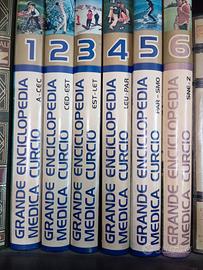 1
A-CEC
GRANDE ENCICLOPEDIA
MEDICA CURCIO
2
CED-EST
GRANDE ENCICLOPEDIA
MEDICA CURCIO
3
EST-LET
GRANDE ENCICLOPEDIA
MEDICA CURCIO
4
LEU-PAR
GRANDE ENCICLOPEDIA
MEDICA CURCIO
5
PAR-SMO
GRANDE ENCICLOPEDIA
MEDICA CURCIO
6
SNE-Z
GRANDE ENCICLOPEDIA
MEDICA CURCIO